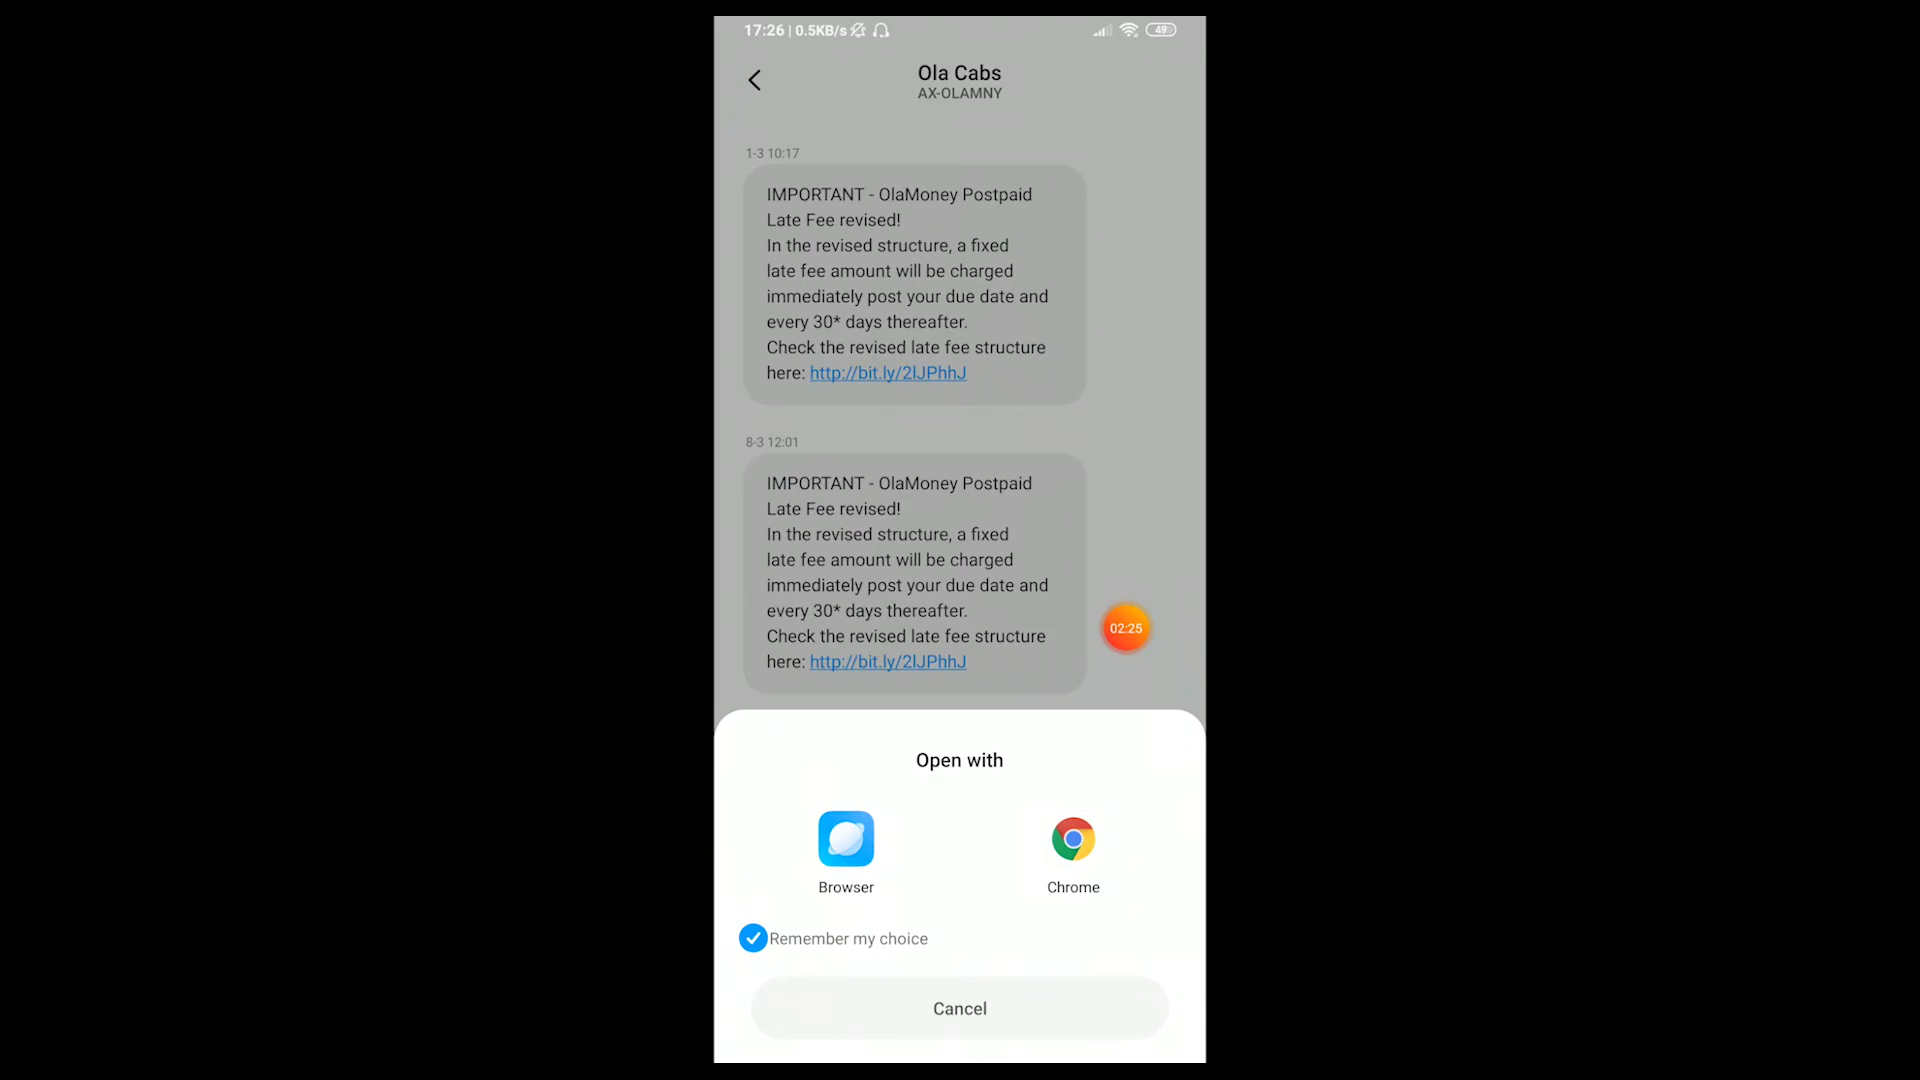 17:26 | 0.5KB/s
49
Ola Cabs
AX-OLAMNY
1-3 10:17
IMPORTANT - OlaMoney Postpaid
Late Fee revised!
In the revised structure, a fixed
late fee amount will be charged
immediately post your due date and
every 30* days thereafter.
Check the revised late fee structure
here: http://bit.ly/2lJPhhJ
8-3 12:01
IMPORTANT - OlaMoney Postpaid
Late Fee revised!
In the revised structure, a fixed
late fee amount will be charged
immediately post your due date and
every 30* days thereafter.
Check the revised late fee structure
here: http://bit.ly/2lJPhhJ
02:25
Open with
Browser
Chrome
Remember my choice
Cancel